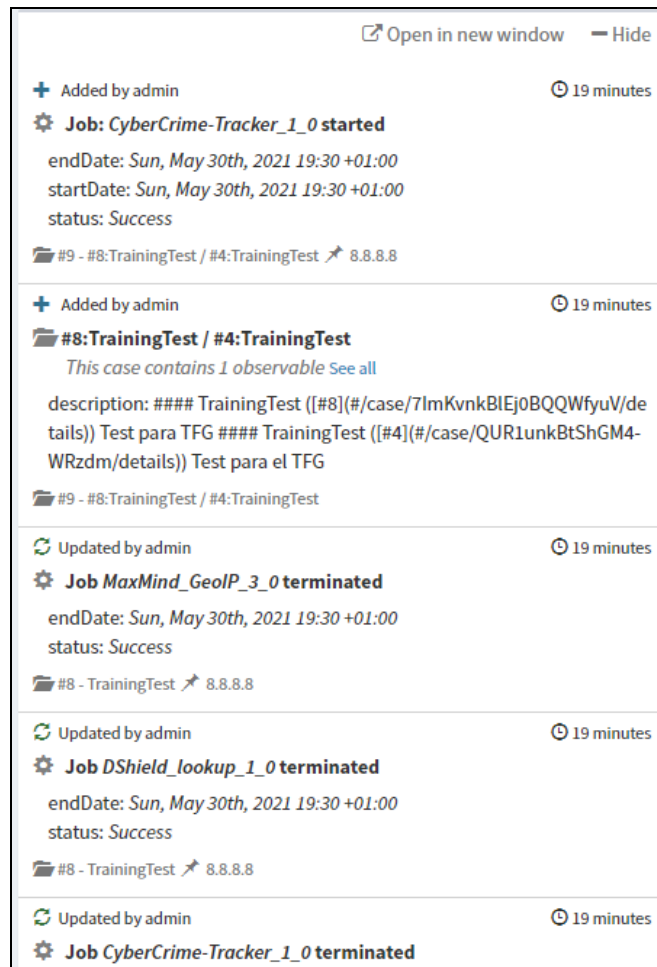 Open in new window Hide
Added by admin 19 minutes
Job: CyberCrime-Tracker_1_0 started
endDate: Sun, May 30th, 2021 19:30 +01:00
startDate: Sun, May 30th, 2021 19:30 +01:00
status: Success
#9 - #8:TrainingTest / #4:TrainingTest 8.8.8.8
Added by admin 19 minutes
#8:TrainingTest / #4:TrainingTest
This case contains 1 observable See all
description: #### TrainingTest ([#8](#/case/7ImKvnkBlEj0BQQWfyuV/de
tails)) Test para TFG #### TrainingTest ([#4](#/case/QUR1unkBtShGM4-
WRzdm/details)) Test para el TFG
#9 - #8:TrainingTest / #4:TrainingTest
Updated by admin 19 minutes
Job MaxMind_GeoIP_3_0 terminated
endDate: Sun, May 30th, 2021 19:30 +01:00
status: Success
#8 - TrainingTest 8.8.8.8
Updated by admin 19 minutes
Job DShield_lookup_1_0 terminated
endDate: Sun, May 30th, 2021 19:30 +01:00
status: Success
#8 - TrainingTest 8.8.8.8
Updated by admin 19 minutes
Job CyberCrime-Tracker_1_0 terminated